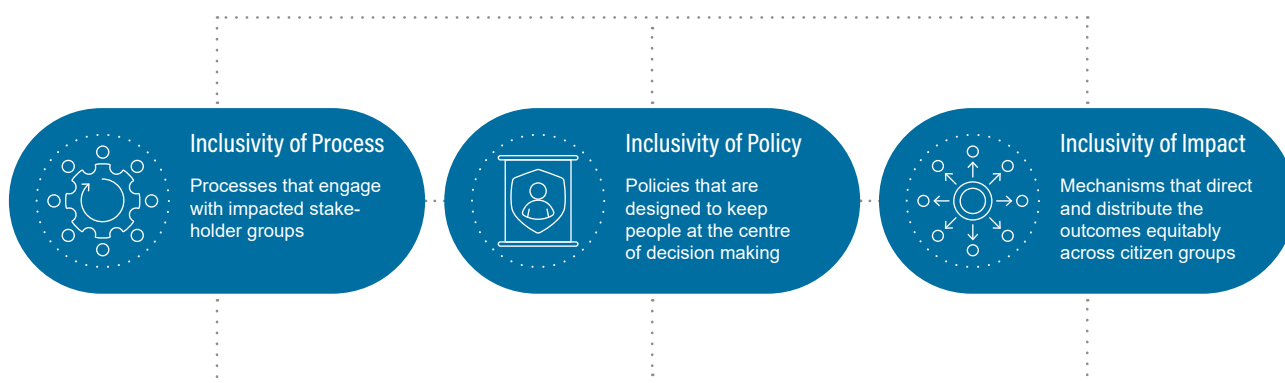 Inclusivity of Process
Processes that engage
with impacted stake-
holder groups
Inclusivity of Policy
Policies that are
designed to keep
people at the centre
of decision making
Inclusivity of Impact
Mechanisms that direct
and distribute the
outcomes equitably
across citizen groups